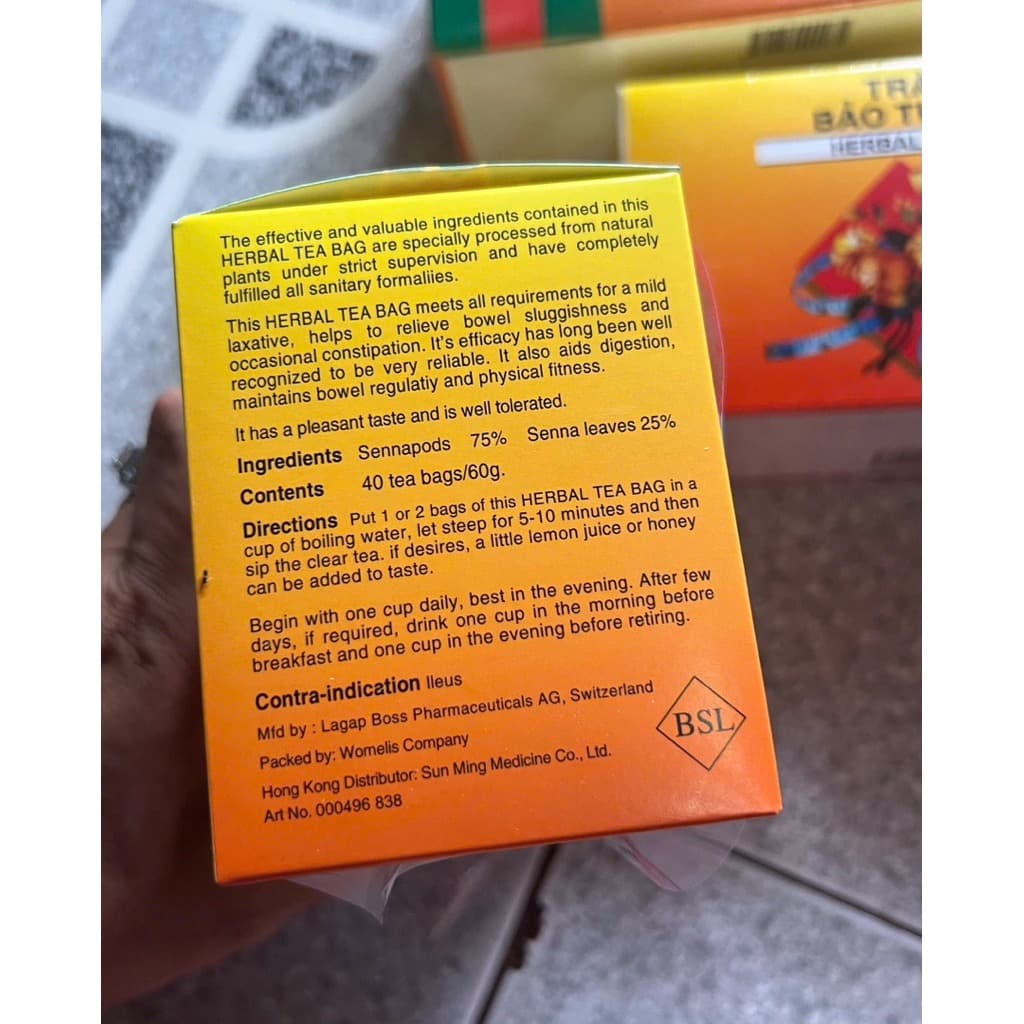 TRÀ
BẢO
HERBAL
The effective and valuable ingredients contained in this
HERBAL TEA BAG are specially processed from natural
plants under strict supervision and have completely
fulfilled all sanitary formaliies.
This HERBAL TEA BAG meets all requirements for a mild
laxative, helps to relieve bowel sluggishness and
occasional constipation. It's efficacy has long been well
recognized to be very reliable. It also aids digestion,
maintains bowel regulatiy and physical fitness.
It has a pleasant taste and is well tolerated.
Ingredients Sennapods 75% Senna leaves 25%
Contents 40 tea bags/60g.
Directions Put 1 or 2 bags of this HERBAL TEA BAG in a
cup of boiling water, let steep for 5-10 minutes and then
sip the clear tea. if desires, a little lemon juice or honey
can be added to taste.
Begin with one cup daily, best in the evening. After few
days, if required, drink one cup in the morning before
breakfast and one cup in the evening before retiring.
Contra-indication Ileus
Mfd by : Lagap Boss Pharmaceuticals AG, Switzerland
Packed by: Womelis Company
Hong Kong Distributor: Sun Ming Medicine Co., Ltd.
Art No. 000496 838
BSL